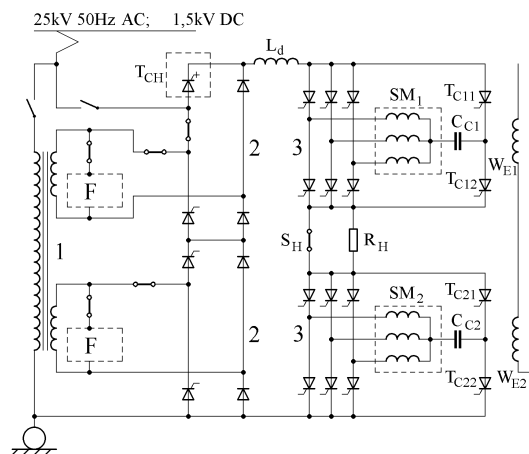 25kV 50Hz AC; 1,5kV DC
T_CH
+
L_d
SM_1
T_C11
C_C1
T_C12
W_E1
F
2
3
1
S_H
R_H
SM_2
T_C21
C_C2
T_C22
W_E2
F
2
3